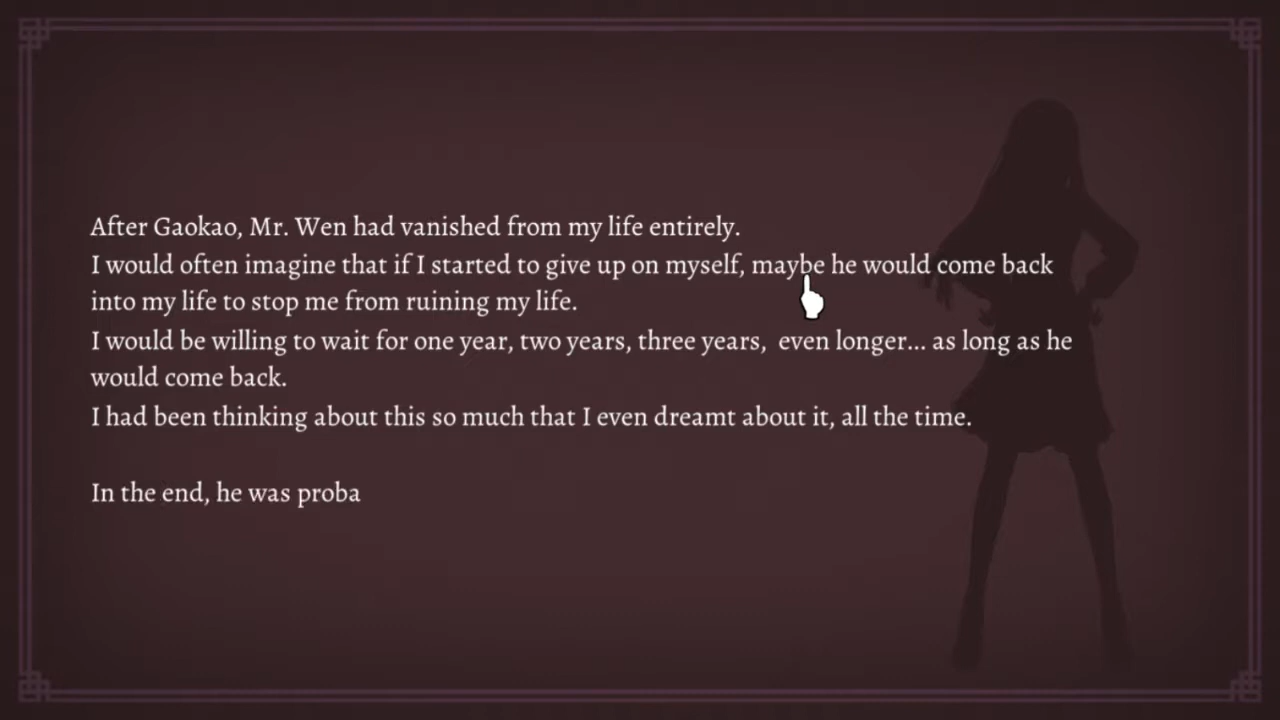 After Gaokao, Mr. Wen had vanished from my life entirely.
I would often imagine that if I started to give up on myself, maybe he would come back
into my life to stop me from ruining my life.
I would be willing to wait for one year, two years, three years,  even longer... as long as he
would come back.
I had been thinking about this so much that I even dreamt about it, all the time.
In the end, he was proba